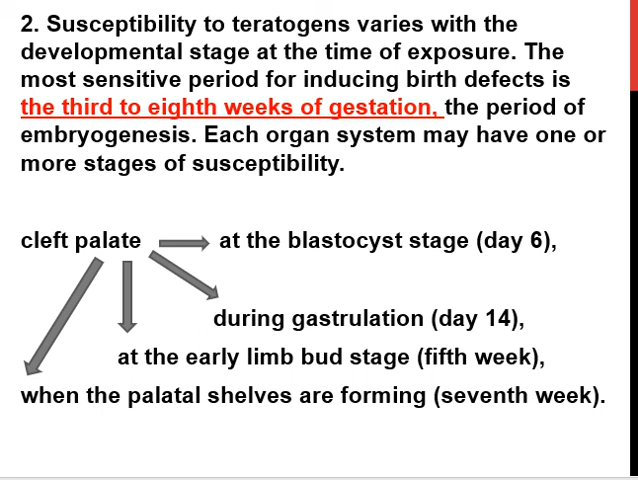 2. Susceptibility to teratogens varies with the
developmental stage at the time of exposure. The
most sensitive period for inducing birth defects is
the third to eighth weeks of gestation, the period of
embryogenesis. Each organ system may have one or
more stages of susceptibility.
cleft palate at the blastocyst stage (day 6),
during gastrulation (day 14),
at the early limb bud stage (fifth week),
when the palatal shelves are forming (seventh week).